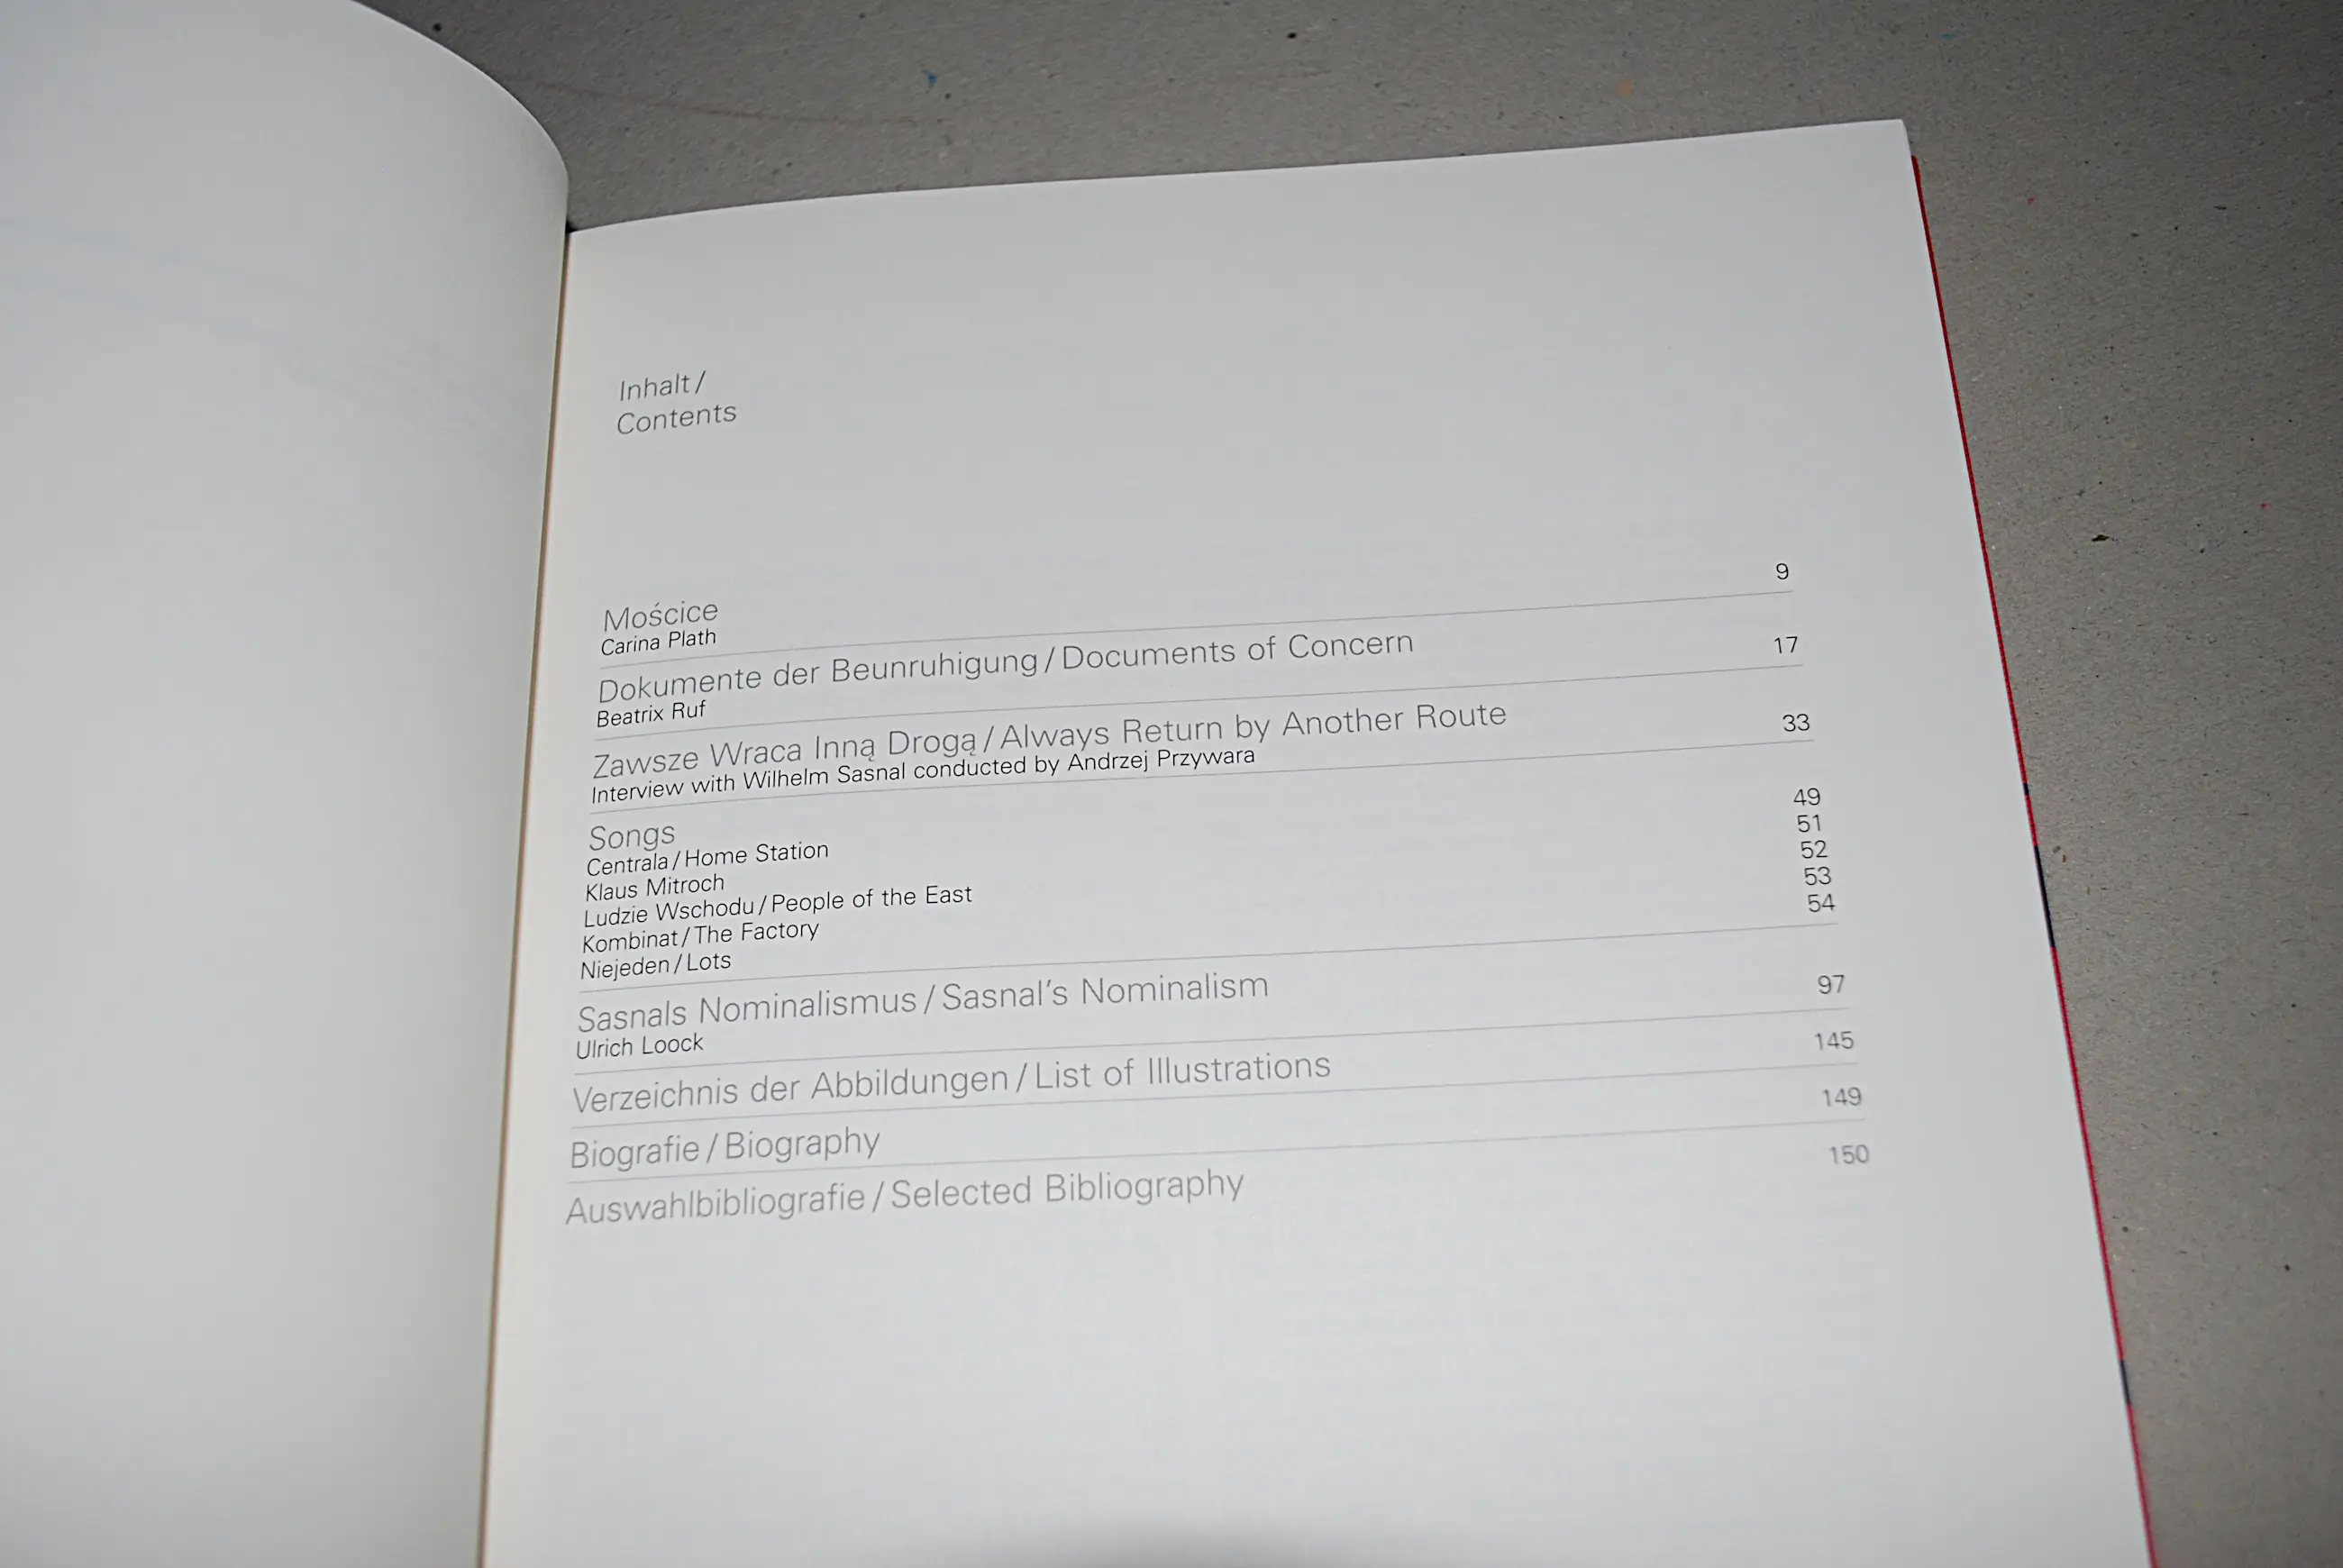 Inhalt /
Contents
Mościce
Carina Plath 9
Dokumente der Beunruhigung / Documents of Concern
Beatrix Ruf 17
Zawsze Wraca Inną Drogą / Always Return by Another Route
Interview with Wilhelm Sasnal conducted by Andrzej Przywara 33
Songs
Centrala / Home Station 49
Klaus Mitroch 51
Ludzie Wschodu / People of the East 52
Kombinat / The Factory 53
Niejeden / Lots 54
Sasnals Nominalismus / Sasnal's Nominalism
Ulrich Loock 97
Verzeichnis der Abbildungen / List of Illustrations 145
Biografie / Biography 149
Auswahlbibliografie / Selected Bibliography 150